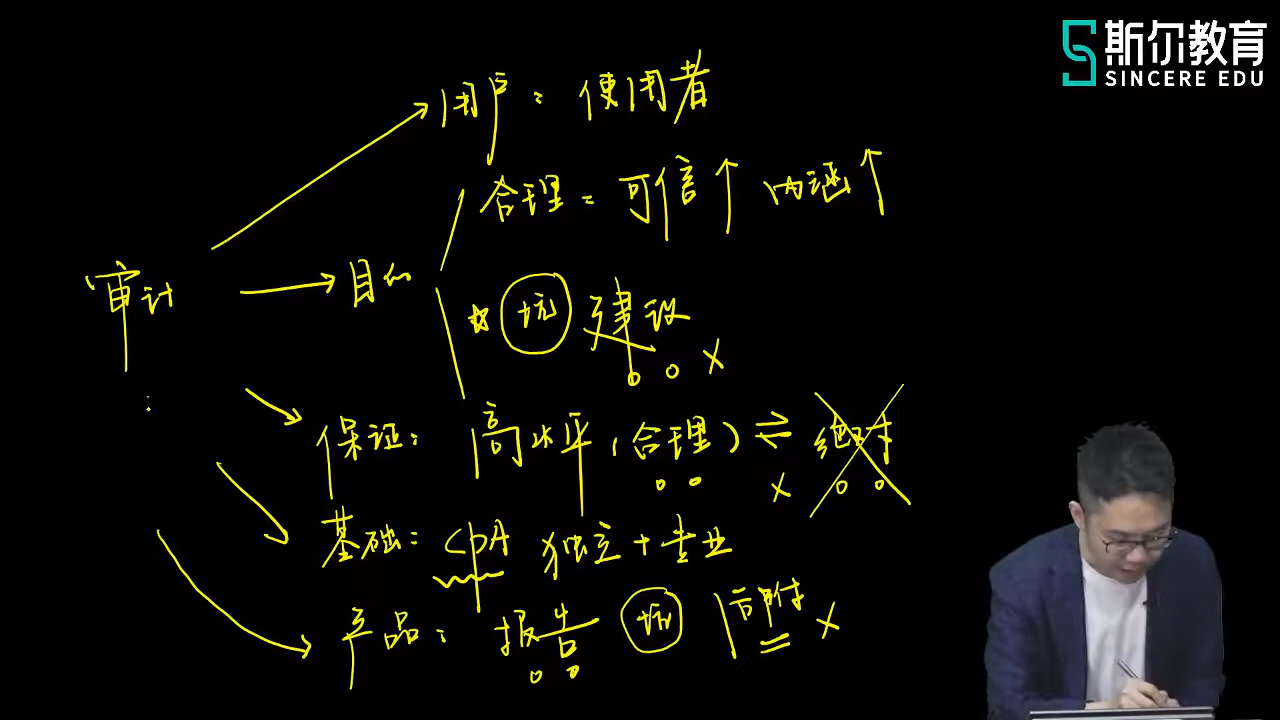 斯尔教育
SINCERE EDU
用户：使用者
合理：可信↑ 内涵↑
审计 → 目的
坑 建设 X
保证：高水平（合理）⇌ 绝对
X
基础：CPA 独立+专业
产品：报告 坑 后附 X